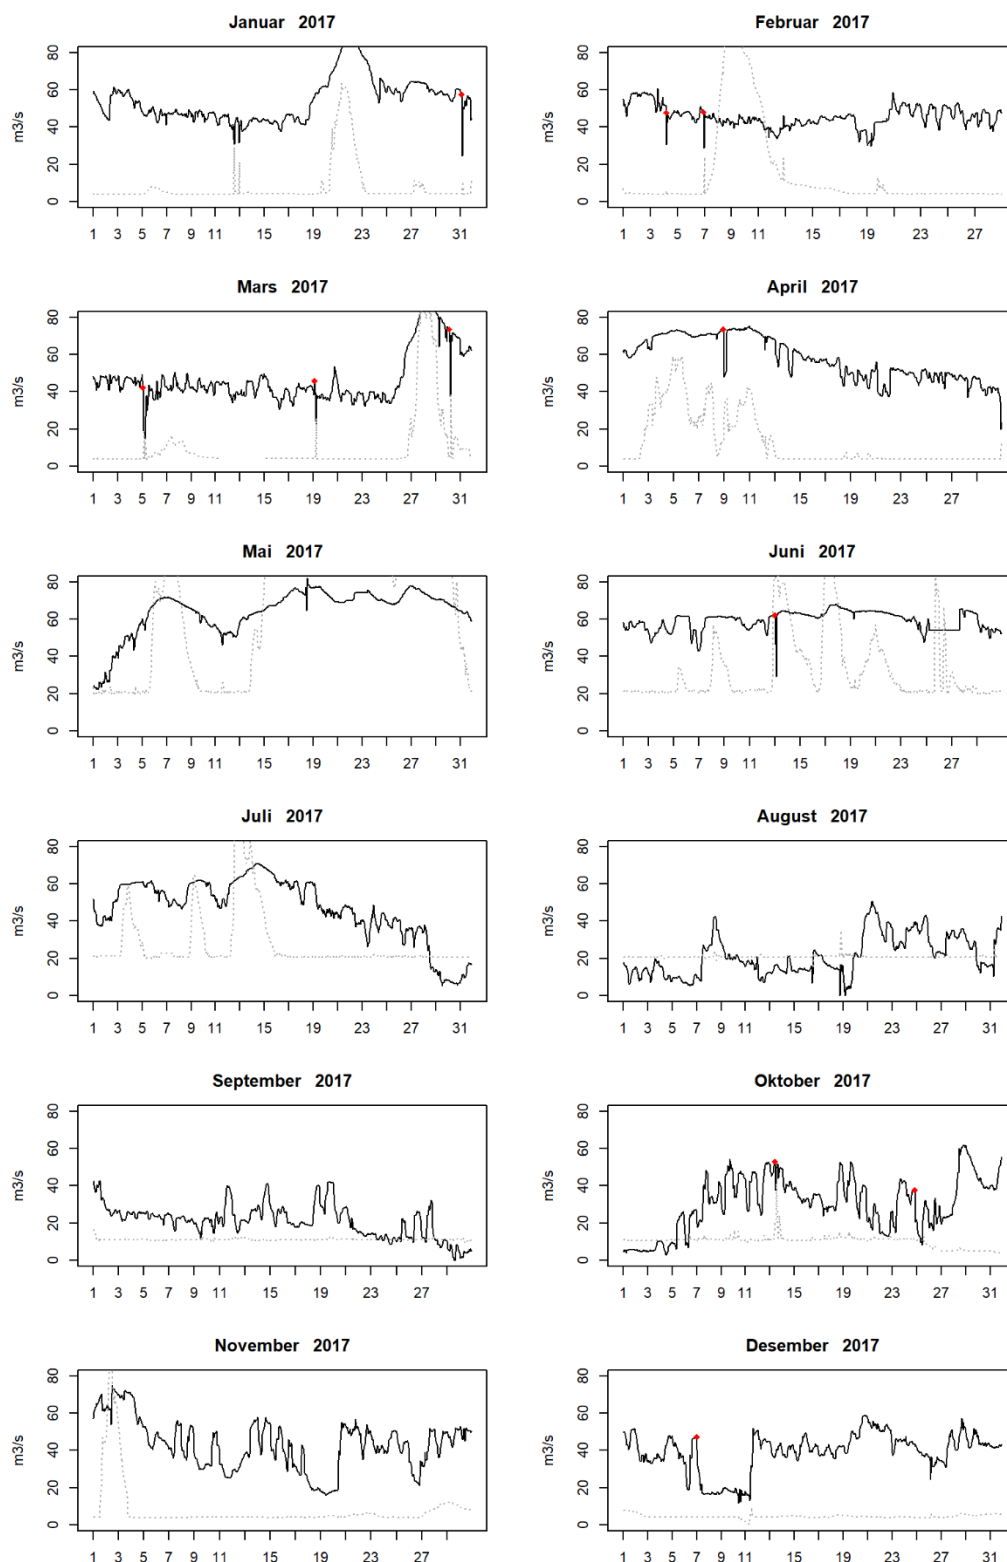 Januar 2017
m3/s
0 20 40 60 80
1 3 5 7 9 11 15 19 23 27 31
Februar 2017
0 20 40 60 80
1 3 5 7 9 11 15 19 23 27
Mars 2017
m3/s
0 20 40 60 80
1 3 5 7 9 11 15 19 23 27 31
April 2017
m3/s
0 20 40 60 80
1 3 5 7 9 11 15 19 23 27
Mai 2017
m3/s
0 20 40 60 80
1 3 5 7 9 11 15 19 23 27 31
Juni 2017
m3/s
0 20 40 60 80
1 3 5 7 9 11 15 19 23 27
Juli 2017
m3/s
0 20 40 60 80
1 3 5 7 9 11 15 19 23 27 31
August 2017
m3/s
0 20 40 60 80
1 3 5 7 9 11 15 19 23 27 31
September 2017
m3/s
0 20 40 60 80
1 3 5 7 9 11 15 19 23 27
Oktober 2017
m3/s
0 20 40 60 80
1 3 5 7 9 11 15 19 23 27 31
November 2017
m3/s
0 20 40 60 80
1 3 5 7 9 11 15 19 23 27
Desember 2017
m3/s
0 20 40 60 80
1 3 5 7 9 11 15 19 23 27 31